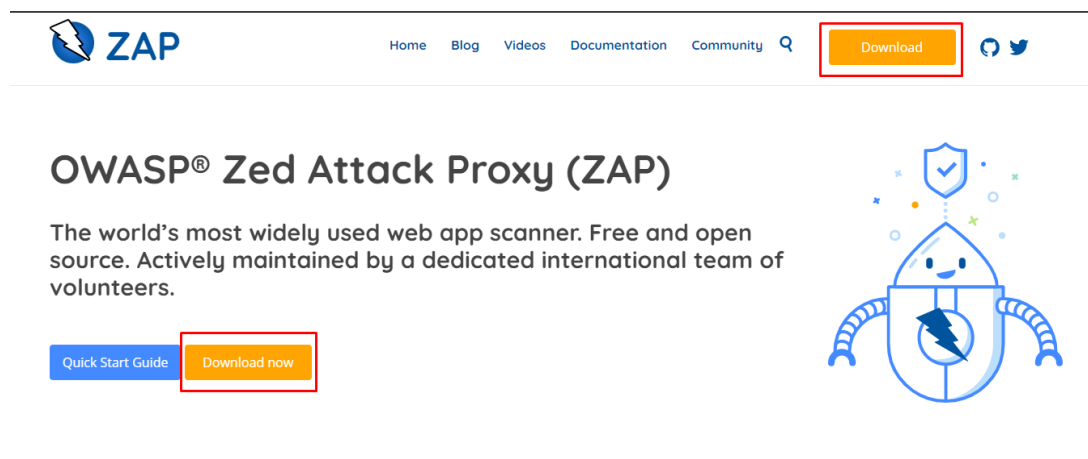 ZAP
Home Blog Videos Documentation Community Download
OWASP® Zed Attack Proxy (ZAP)
The world's most widely used web app scanner. Free and open
source. Actively maintained by a dedicated international team of
volunteers.
Quick Start Guide Download now